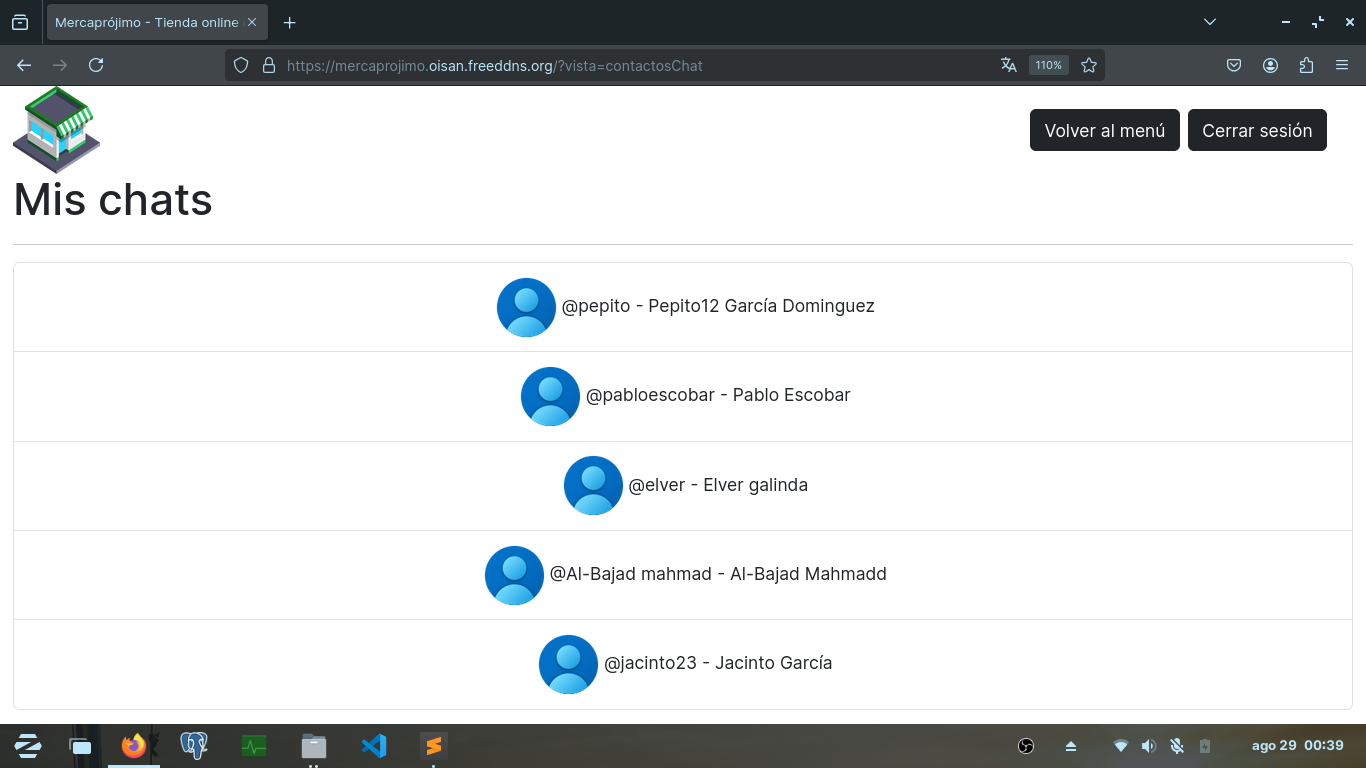 Mercaprójimo - Tienda online
https://mercaprojimo.oisan.freeddns.org/?vista=contactosChat
110%
Volver al menú
Cerrar sesión
Mis chats
@pepito - Pepito12 García Dominguez
@pabloescobar - Pablo Escobar
@elver - Elver galinda
@Al-Bajad mahmad - Al-Bajad Mahmadd
@jacinto23 - Jacinto García
ago 29 00:39